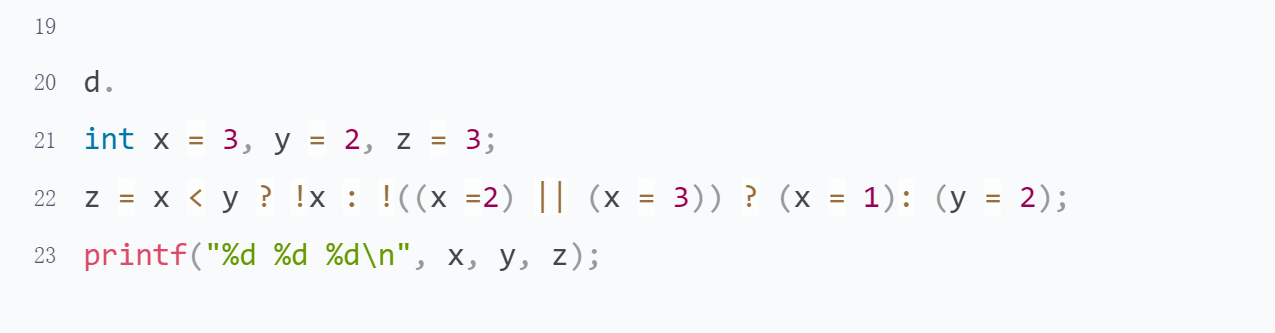 19
20 d.
21 int x = 3, y = 2, z = 3;
22 z = x < y ? !x : !((x =2) || (x = 3)) ? (x = 1): (y = 2);
23 printf("%d %d %d\n", x, y, z);